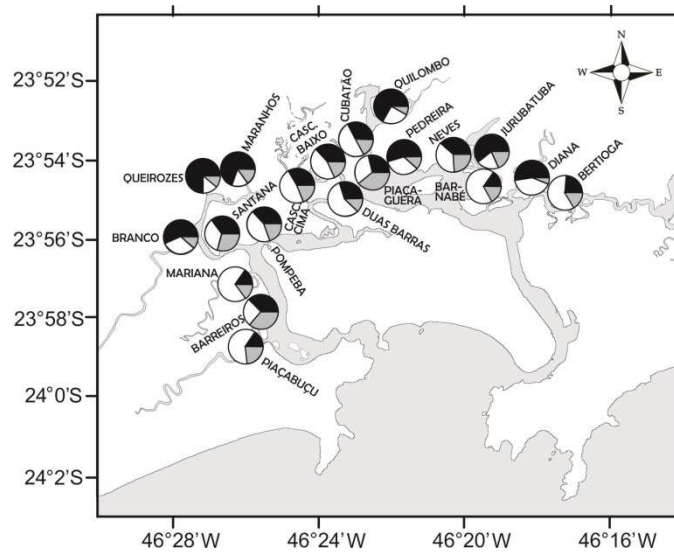 N
W E
S
23°52'S
23°54'S
23°56'S
23°58'S
24°0'S
24°2'S
QUILOMBO
CUBATÃO
MARANHOS
CASC.
BAIXO
PEDREIRA
NEVES
JURUBATUBA
DIANA
BERTIOGA
QUEIROZES
SANTANA
CASC.
CIMA
PIAÇA-
GUERA
BAR-
NABÉ
DUAS BARRAS
BRANCO
POMPEBA
MARIANA
BARREIROS
PIAÇABUÇU
46°28'W
46°24'W
46°20'W
46°16'W